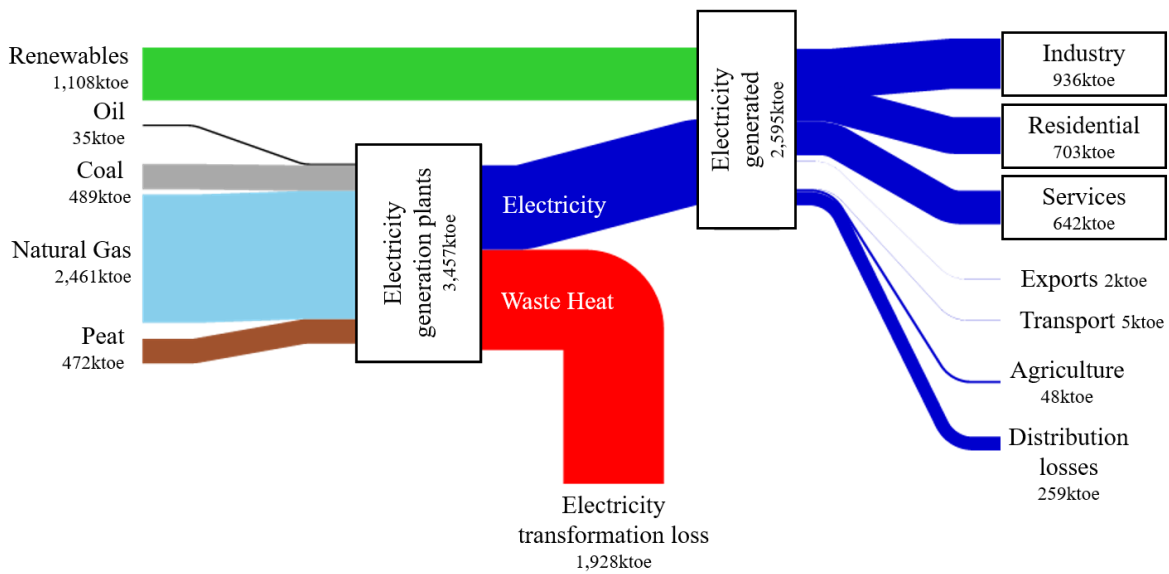 Renewables
1,108ktoe
Oil
35ktoe
Coal
489ktoe
Natural Gas
2,461ktoe
Peat
472ktoe
Electricity
generation plants
3,457ktoe
Electricity
Waste Heat
Electricity
transformation loss
1,928ktoe
Electricity
generated
2,595ktoe
Industry
936ktoe
Residential
703ktoe
Services
642ktoe
Exports 2ktoe
Transport 5ktoe
Agriculture
48ktoe
Distribution
losses
259ktoe